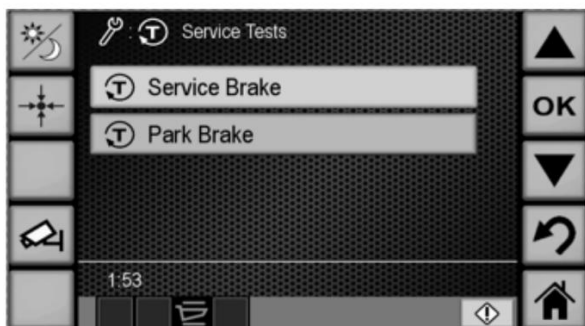 Service Tests
T Service Brake
OK
T Park Brake
1:53